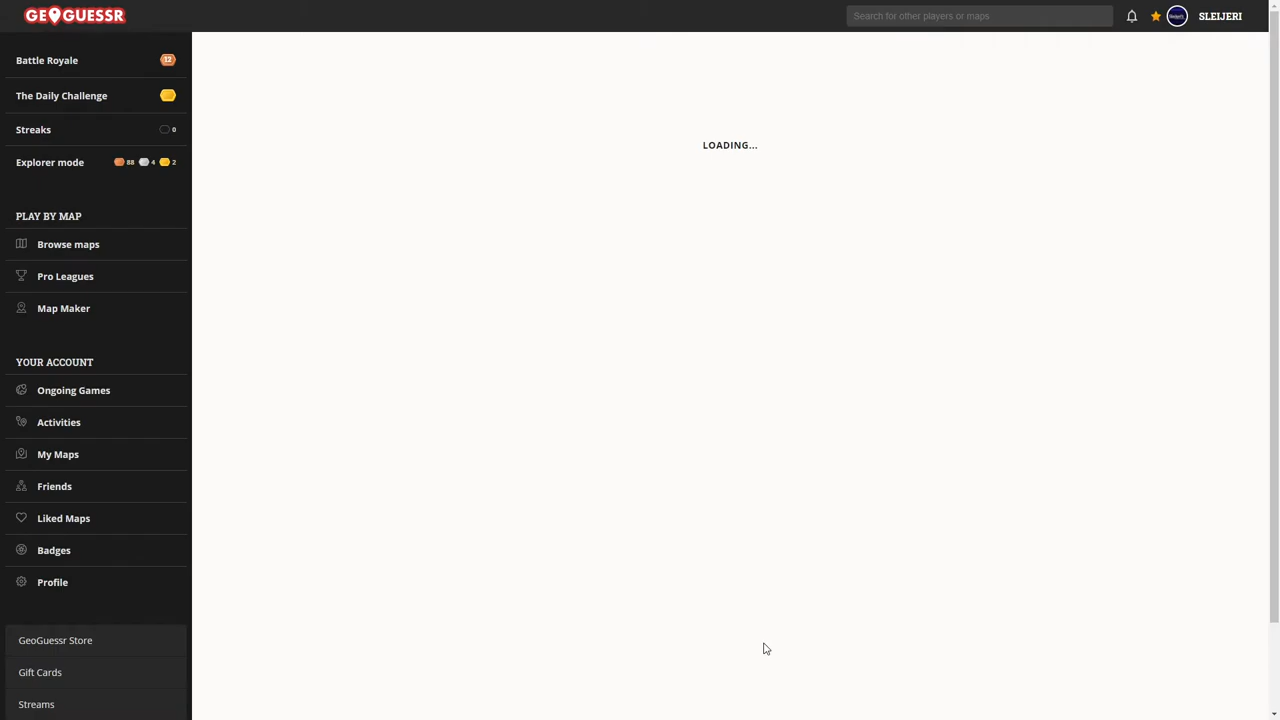 GEOGUESSR
Search for other players or maps
SLEIJERI
Battle Royale 12
The Daily Challenge
Streaks 0
Explorer mode 88 4 2
PLAY BY MAP
Browse maps
Pro Leagues
Map Maker
LOADING...
YOUR ACCOUNT
Ongoing Games
Activities
My Maps
Friends
Liked Maps
Badges
Profile
GeoGuessr Store
Gift Cards
Streams